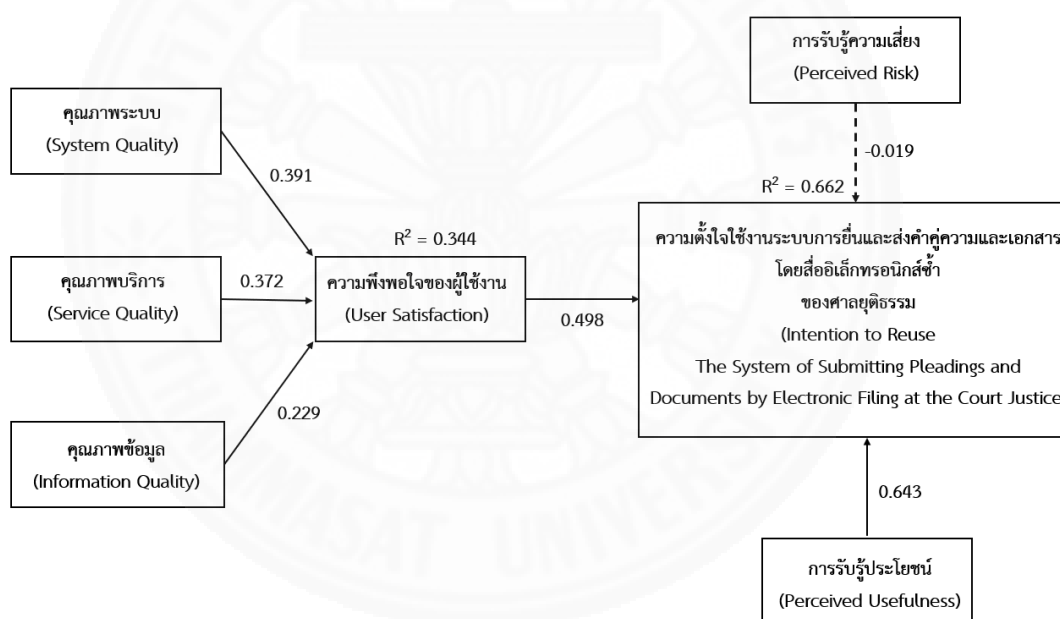 การรับรู้ความเสี่ยง
(Perceived Risk)
คุณภาพระบบ
(System Quality)
-0.019
0.391
R² = 0.662
R² = 0.344
ความตั้งใจใช้งานระบบการยื่นและส่งคำคู่ความและเอกสาร
โดยสื่ออิเล็กทรอนิกส์ซ้ำ
ของศาลยุติธรรม
(Intention to Reuse
The System of Submitting Pleadings and
Documents by Electronic Filing at the Court Justice
คุณภาพบริการ
(Service Quality)
0.372
ความพึงพอใจของผู้ใช้งาน
(User Satisfaction)
0.498
0.229
คุณภาพข้อมูล
(Information Quality)
0.643
การรับรู้ประโยชน์
(Perceived Usefulness)
THAMMASAT UNIVERSITY